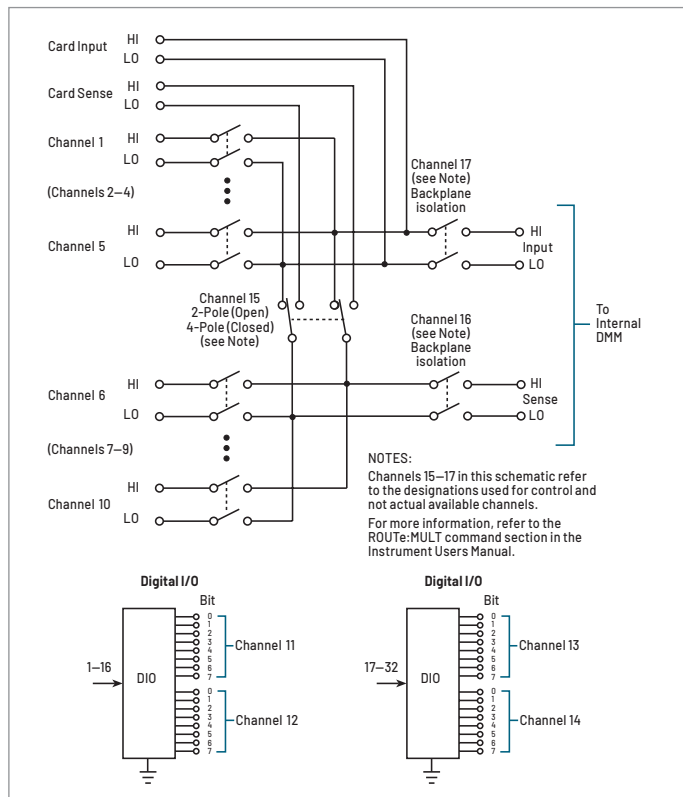 Card Input HI
LO
Card Sense HI
LO
Channel 1 HI
LO
(Channels 2–4)
Channel 5 HI
LO
Channel 17
(see Note)
Backplane
isolation
HI
Input
LO
Channel 15
2-Pole (Open)
4-Pole (Closed)
(see Note)
Channel 16
(see Note)
Backplane
isolation
To
Internal
DMM
Channel 6 HI
LO
HI
Sense
LO
(Channels 7–9)
Channel 10 HI
LO
NOTES:
Channels 15–17 in this schematic refer
to the designations used for control and
not actual available channels.
For more information, refer to the
ROUTe:MULT command section in the
Instrument Users Manual.
Digital I/O
Bit
1–16
DIO
0
1
2
3
4
5
6
7
Channel 11
0
1
2
3
4
5
6
7
Channel 12
Digital I/O
Bit
17–32
DIO
0
1
2
3
4
5
6
7
Channel 13
0
1
2
3
4
5
6
7
Channel 14